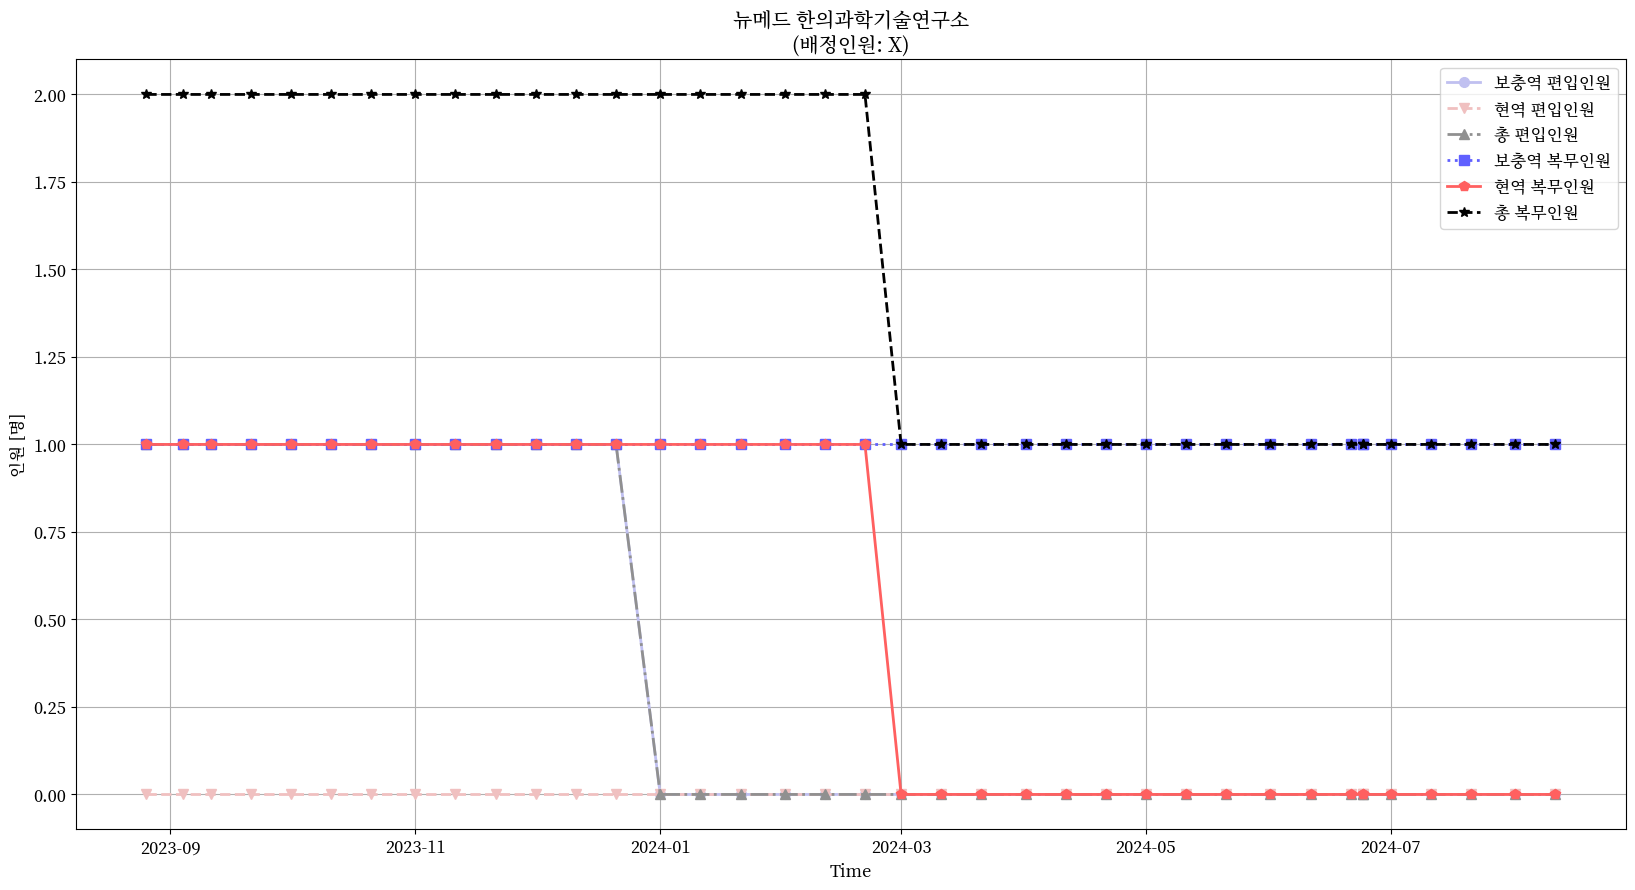 뉴메드 한의과학기술연구소
(배정인원: X)
보충역 편입인원
현역 편입인원
총 편입인원
보충역 복무인원
현역 복무인원
총 복무인원
2.00
1.75
1.50
1.25
1.00
0.75
0.50
0.25
0.00
인원 [명]
2023-09
2023-11
2024-01
2024-03
2024-05
2024-07
Time